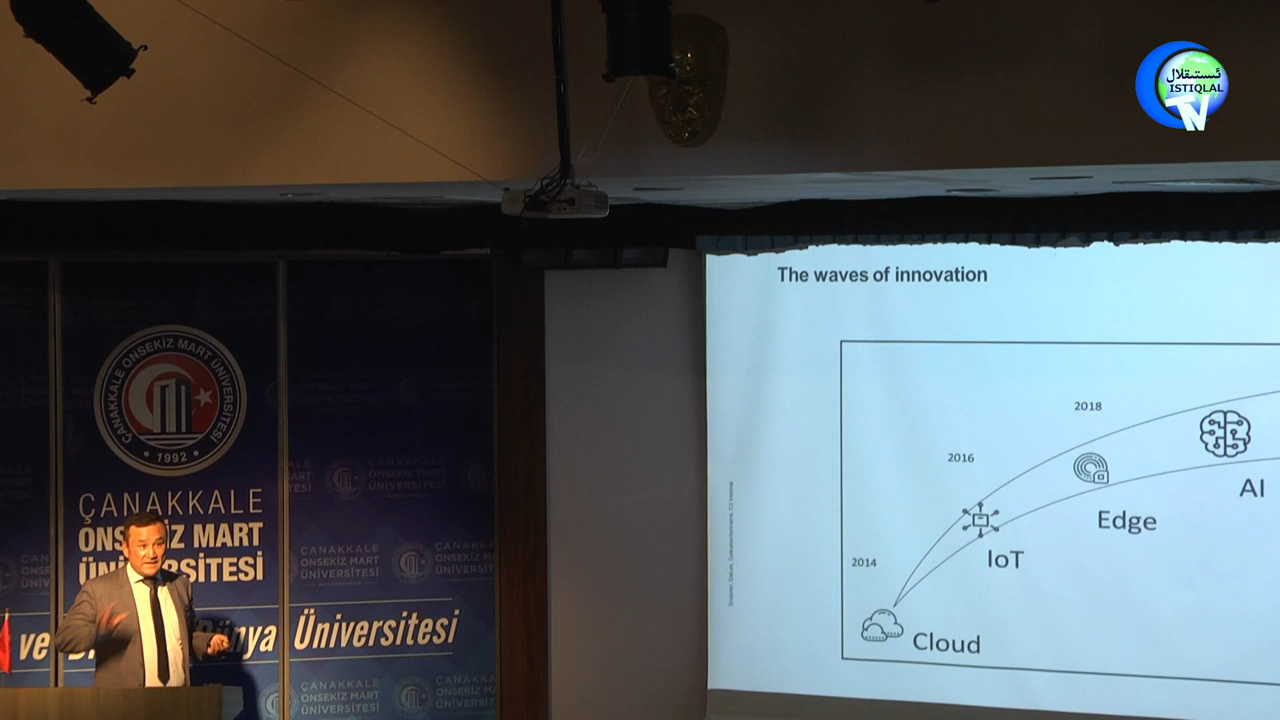 ئىستىقلال
ISTIQLAL
TV
The waves of innovation
2018
2016
2014
AI
Edge
IoT
Cloud
ÇANAKKALE ONSEKİZ MART ÜNİVERSİTESİ
• 1992 •
ÇANAKKALE
ONSEKİZ MART
ÜNİVERSİTESİ
ve
Dünya Üniversitesi
ÇANAKKALE
ONSEKİZ MART
ÜNİVERSİTESİ
ÇANAKKALE
ONSEKİZ MART
ÜNİVERSİTESİ